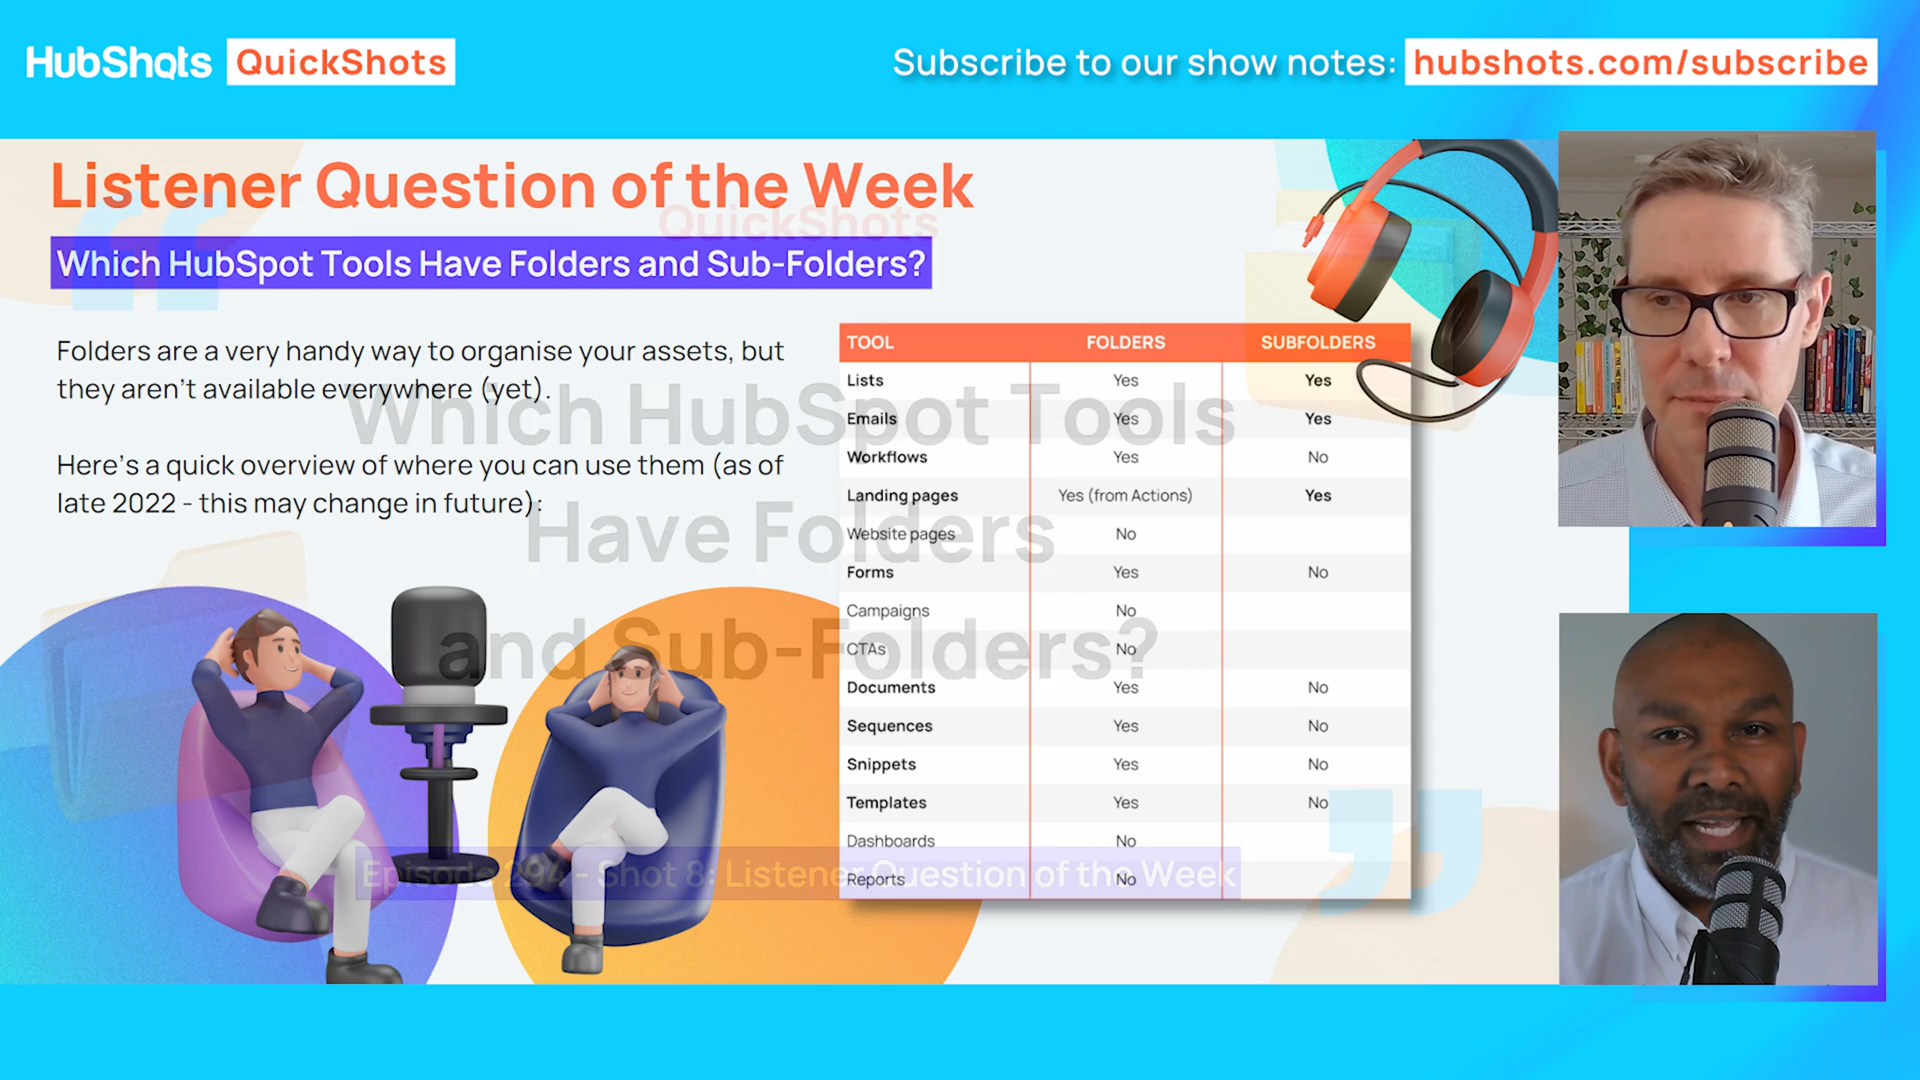 HubShots QuickShots
Subscribe to our show notes: hubshots.com/subscribe
Listener Question of the Week
QuickShots
Which HubSpot Tools Have Folders and Sub-Folders?
Folders are a very handy way to organise your assets, but
they aren't available everywhere (yet).
Here's a quick overview of where you can use them (as of
late 2022 - this may change in future):
Which HubSpot Tools
Have Folders
and Sub-Folders?
Episode 294 - Shot 8: Listener Question of the Week
TOOL FOLDERS SUBFOLDERS
Lists Yes Yes
Emails Yes Yes
Workflows Yes No
Landing pages Yes (from Actions) Yes
Website pages No
Forms Yes No
Campaigns No
CTAs No
Documents Yes No
Sequences Yes No
Snippets Yes No
Templates Yes No
Dashboards No
Reports No